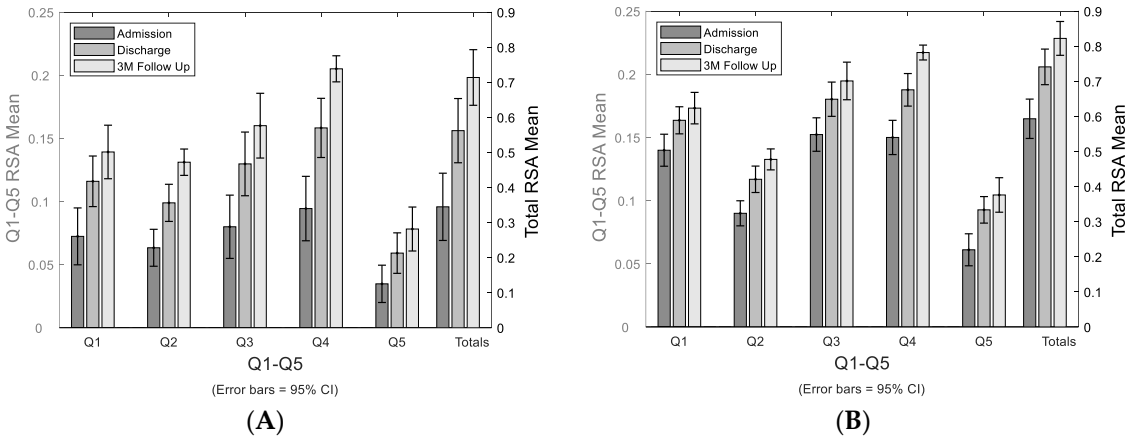 0.25
0.2
0.15
0.1
0.05
0
Q1-Q5 RSA Mean
Admission
Discharge
3M Follow Up
0.9
0.8
0.7
0.6
0.5
0.4
0.3
0.2
0.1
0
Total RSA Mean
Q1 Q2 Q3 Q4 Q5 Totals
Q1-Q5
(Error bars = 95% CI)
(A)
0.25
0.2
0.15
0.1
0.05
0
Q1-Q5 RSA Mean
Admission
Discharge
3M Follow Up
0.9
0.8
0.7
0.6
0.5
0.4
0.3
0.2
0.1
0
Total RSA Mean
Q1 Q2 Q3 Q4 Q5 Totals
Q1-Q5
(Error bars = 95% CI)
(B)